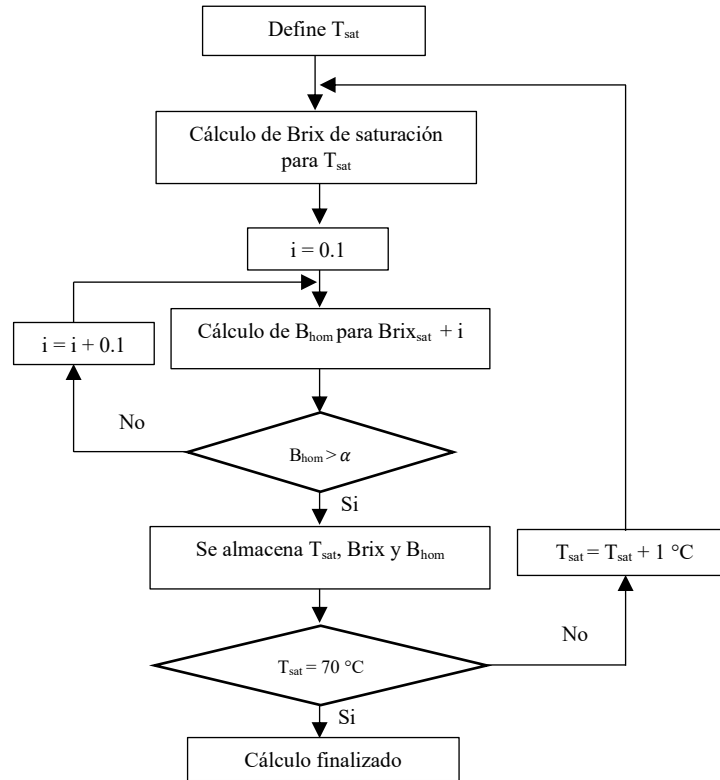 Define T_sat
Cálculo de Brix de saturación
para T_sat
i = 0.1
i = i + 0.1
Cálculo de B_hom para Brix_sat + i
No
B_hom > α
Si
Se almacena T_sat, Brix y B_hom
T_sat = T_sat + 1 °C
No
T_sat = 70 °C
Si
Cálculo finalizado